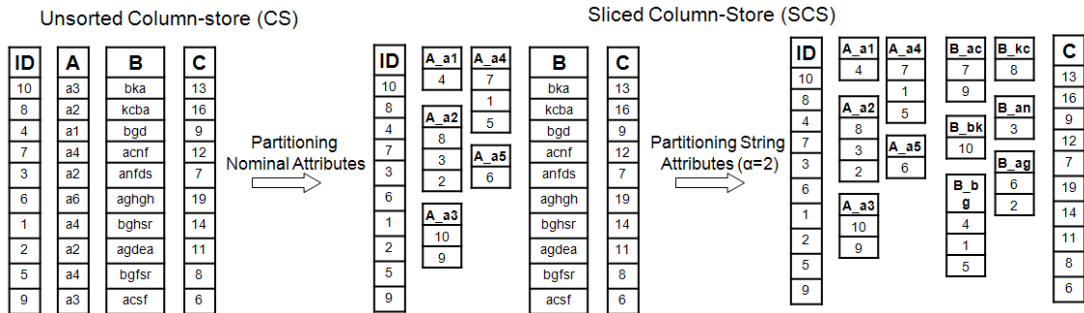 Unsorted Column-store (CS)
Sliced Column-Store (SCS)
ID A B C
10 a3 bka 13
8 a2 kcba 16
4 a1 bgd 9
7 a4 acnf 12
3 a2 anfds 7
6 a6 aghgh 19
1 a4 bghsr 14
2 a2 agdea 11
5 a4 bgfsr 8
9 a3 acsf 6
Partitioning
Nominal Attributes
ID
10
8
4
7
3
6
1
2
5
9
A_a1
4
A_a2
8
3
2
A_a3
10
9
A_a4
7
1
5
A_a5
6
B
bka
kcba
bgd
acnf
anfds
aghgh
bghsr
agdea
bgfsr
acsf
C
13
16
9
12
7
19
14
11
8
6
Partitioning String
Attributes (α=2)
ID
10
8
4
7
3
6
1
2
5
9
A_a1
4
A_a2
8
3
2
A_a3
10
9
A_a4
7
1
5
A_a5
6
B_ac
7
9
B_bk
10
B_b
g
4
1
5
B_kc
8
B_an
3
B_ag
6
2
C
13
16
9
12
7
19
14
11
8
6